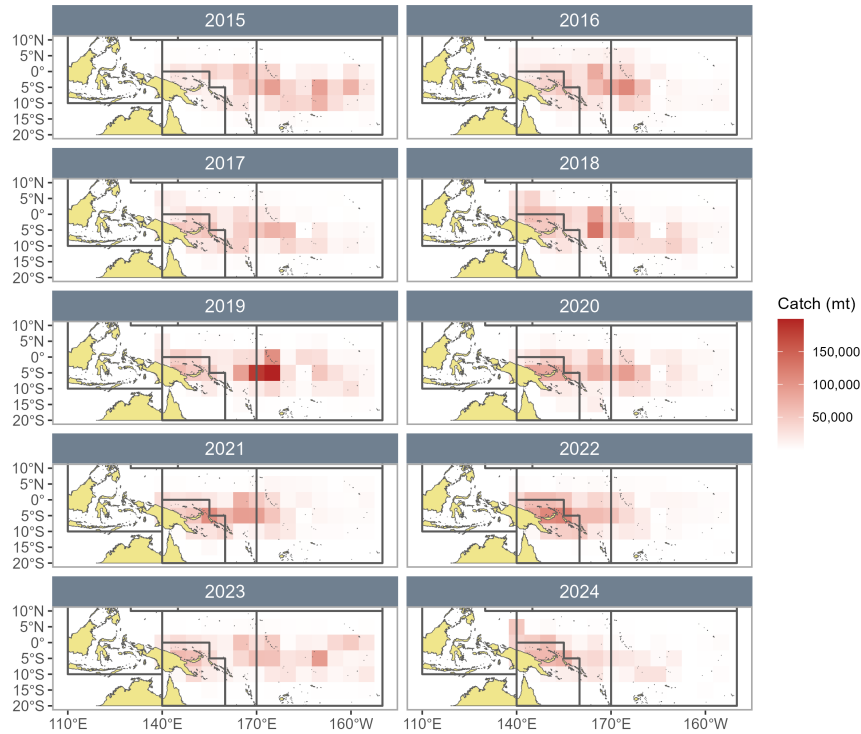 2015
2016
10°N
5°N
0°
5°S
10°S
15°S
20°S
2017
2018
10°N
5°N
0°
5°S
10°S
15°S
20°S
2019
2020
10°N
5°N
0°
5°S
10°S
15°S
20°S
2021
2022
10°N
5°N
0°
5°S
10°S
15°S
20°S
2023
2024
10°N
5°N
0°
5°S
10°S
15°S
20°S
110°E
140°E
170°E
160°W
110°E
140°E
170°E
160°W
Catch (mt)
150,000
100,000
50,000